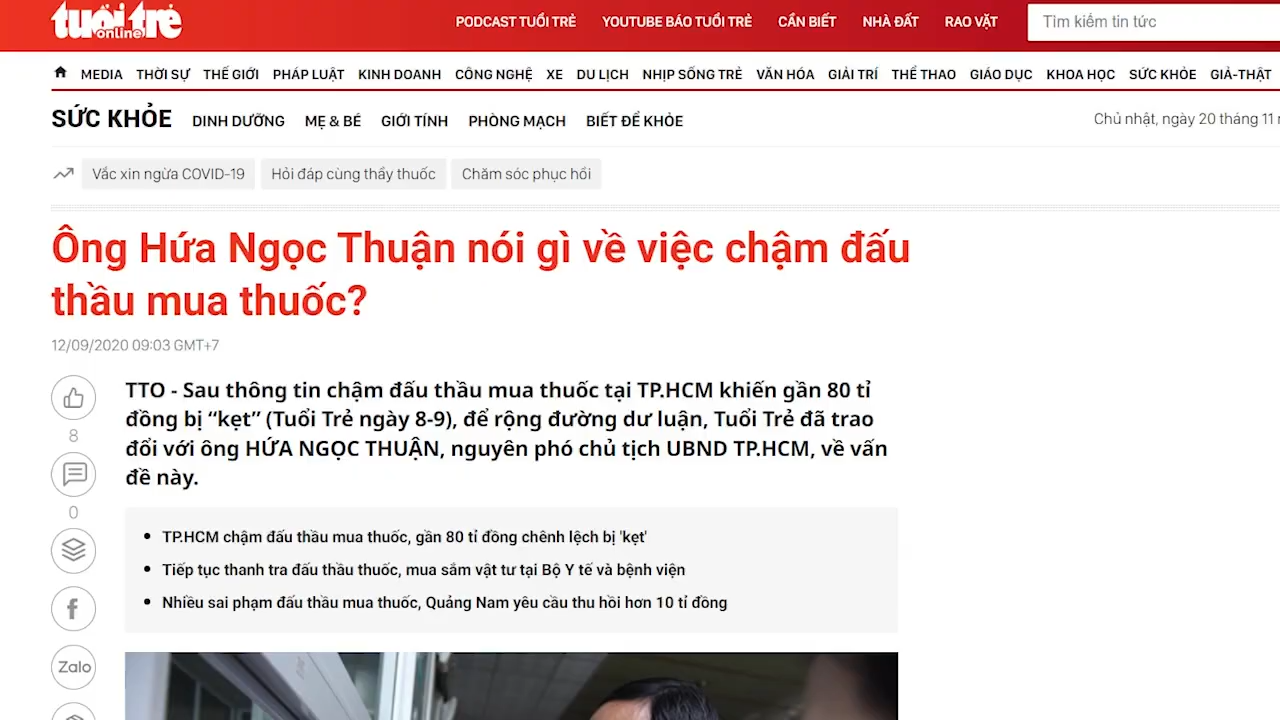 tuổi trẻ online
PODCAST TUỔI TRẺ YOUTUBE BÁO TUỔI TRẺ CẦN BIẾT NHÀ ĐẤT RAO VẶT Tìm kiếm tin tức
MEDIA THỜI SỰ THẾ GIỚI PHÁP LUẬT KINH DOANH CÔNG NGHỆ XE DU LỊCH NHỊP SỐNG TRẺ VĂN HÓA GIẢI TRÍ THỂ THAO GIÁO DỤC KHOA HỌC SỨC KHỎE GIẢ-THẬT
SỨC KHỎE DINH DƯỠNG MẸ & BÉ GIỚI TÍNH PHÒNG MẠCH BIẾT ĐỂ KHỎE Chủ nhật, ngày 20 tháng 11
Vắc xin ngừa COVID-19 Hỏi đáp cùng thầy thuốc Chăm sóc phục hồi
Ông Hứa Ngọc Thuận nói gì về việc chậm đấu
thầu mua thuốc?
12/09/2020 09:03 GMT+7
TTO - Sau thông tin chậm đấu thầu mua thuốc tại TP.HCM khiến gần 80 tỉ
đồng bị “kẹt” (Tuổi Trẻ ngày 8-9), để rộng đường dư luận, Tuổi Trẻ đã trao
đổi với ông HỨA NGỌC THUẬN, nguyên phó chủ tịch UBND TP.HCM, về vấn
đề này.
8
0
TP.HCM chậm đấu thầu mua thuốc, gần 80 tỉ đồng chênh lệch bị 'kẹt'
Tiếp tục thanh tra đấu thầu thuốc, mua sắm vật tư tại Bộ Y tế và bệnh viện
Nhiều sai phạm đấu thầu mua thuốc, Quảng Nam yêu cầu thu hồi hơn 10 tỉ đồng
Zalo